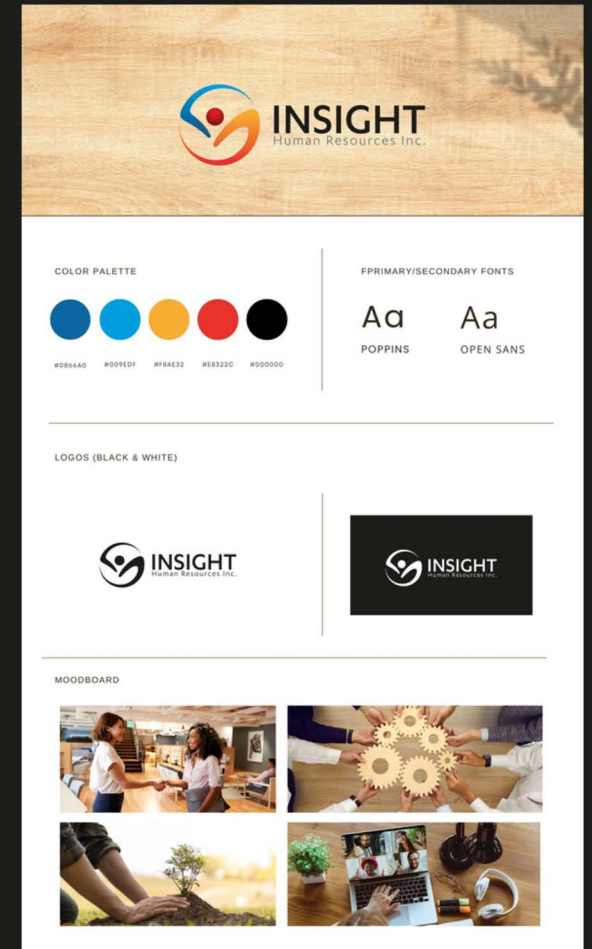 INSIGHT
Human Resources Inc.
COLOR PALETTE
FPRIMARY/SECONDARY FONTS
Aa
Aa
POPPINS
OPEN SANS
#0B66A0
#009EDF
#F8AE32
#E8322C
#000000
LOGOS (BLACK & WHITE)
INSIGHT
Human Resources Inc.
INSIGHT
Human Resources Inc.
MOODBOARD